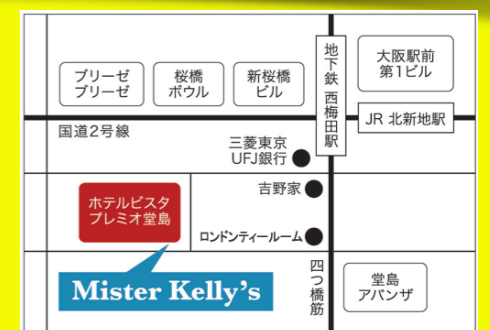 ブリーゼ
ブリーゼ
桜橋
ボウル
新桜橋
ビル
地下鉄 西梅田駅
大阪駅前
第1ビル
JR 北新地駅
国道2号線
三菱東京
UFJ銀行
吉野家
ホテルビスタ
プレミオ堂島
ロンドンティールーム
Mister Kelly's
四つ橋筋
堂島
アバンザ